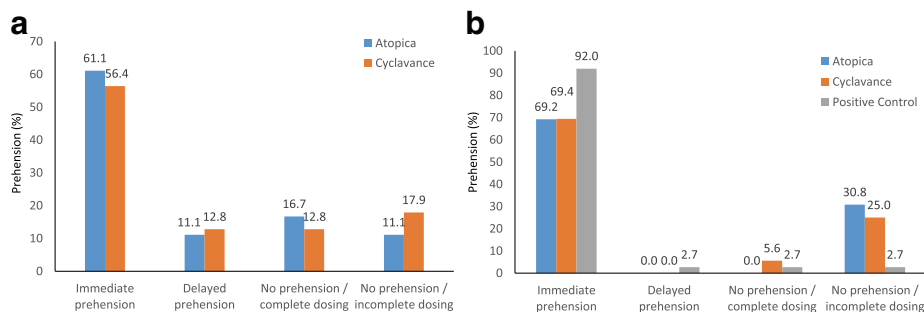 a
70
60
50
40
30
20
10
0
Prehension (%)
Atopica
Cyclavance
61.1
56.4
11.1
12.8
16.7
12.8
11.1
17.9
Immediate
prehension
Delayed
prehension
No prehension /
complete dosing
No prehension /
incomplete dosing
b
100
90
80
70
60
50
40
30
20
10
0
Prehension (%)
Atopica
Cyclavance
Positive Control
69.2
69.4
92.0
0.0
0.0
2.7
0.0
5.6
2.7
30.8
25.0
2.7
Immediate
prehension
Delayed
prehension
No prehension /
complete dosing
No prehension /
incomplete dosing